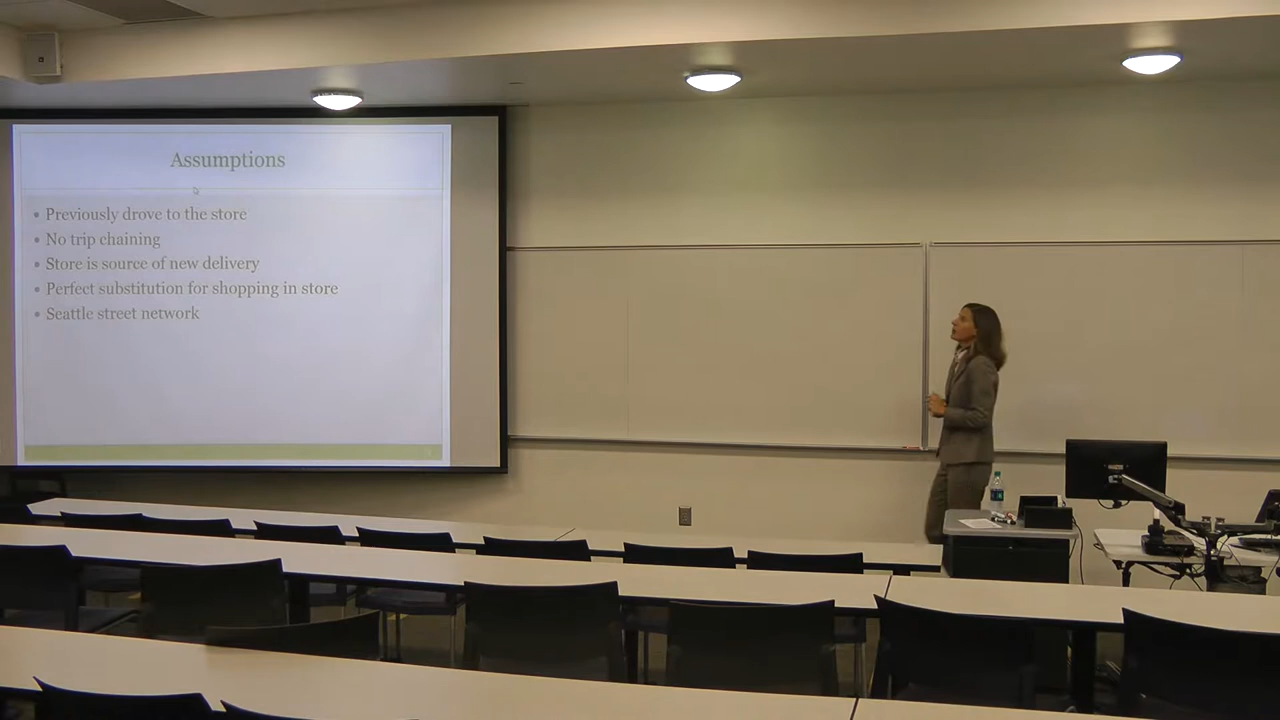 Assumptions
• Previously drove to the store
• No trip chaining
• Store is source of new delivery
• Perfect substitution for shopping in store
• Seattle street network